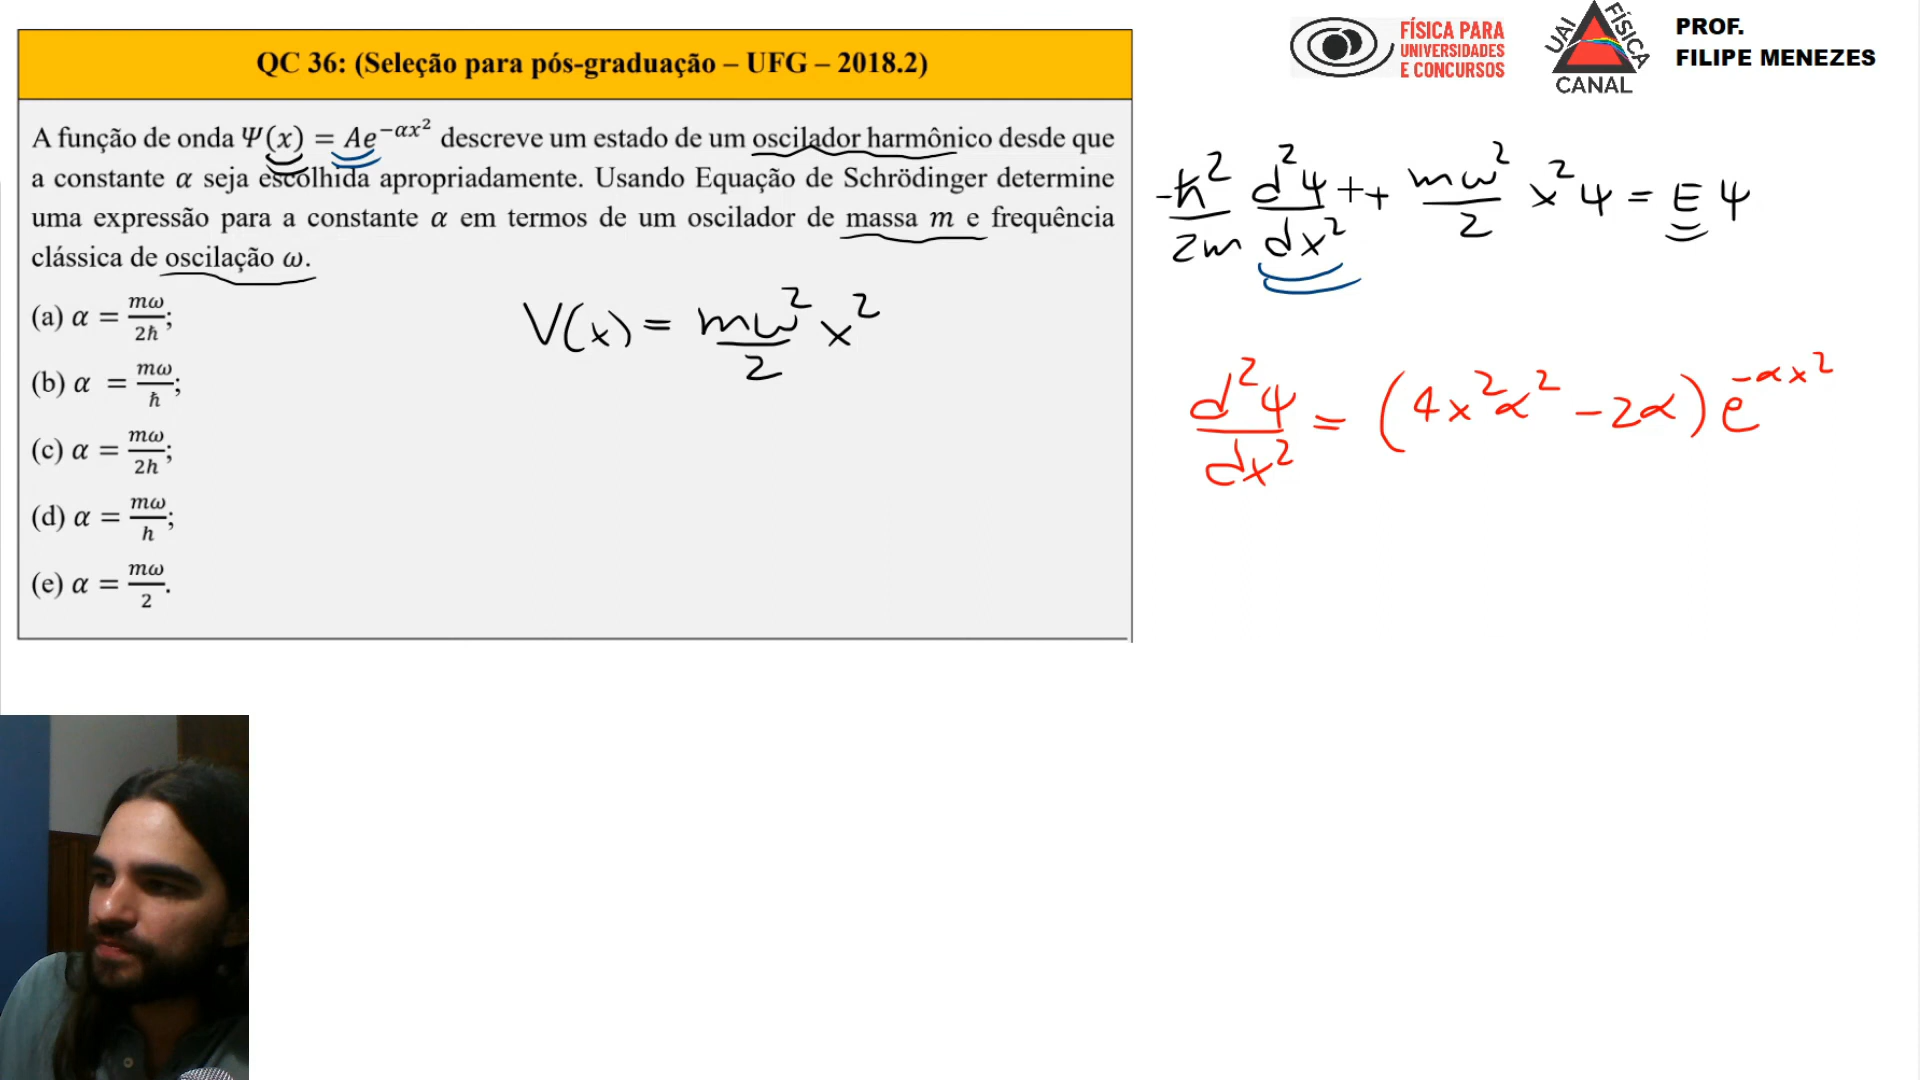 QC 36: (Seleção para pós-graduação – UFG – 2018.2)
A função de onda Ψ(x) = Ae^{-αx^2} descreve um estado de um oscilador harmônico desde que
a constante α seja escolhida apropriadamente. Usando Equação de Schrödinger determine
uma expressão para a constante α em termos de um oscilador de massa m e frequência
clássica de oscilação ω.
(a) α = mω/2ħ;
(b) α = mω/ħ;
(c) α = mω/2h;
(d) α = mω/h;
(e) α = mω/2.
V(x) = mω²/2 x²
FÍSICA PARA
UNIVERSIDADES
E CONCURSOS
UAI FÍSICA
CANAL
PROF.
FILIPE MENEZES
-ħ²/2m d²ψ/dx² + + mω²/2 x²ψ = Eψ
d²ψ/dx² = (4x²α² - 2α) e^{-αx²}